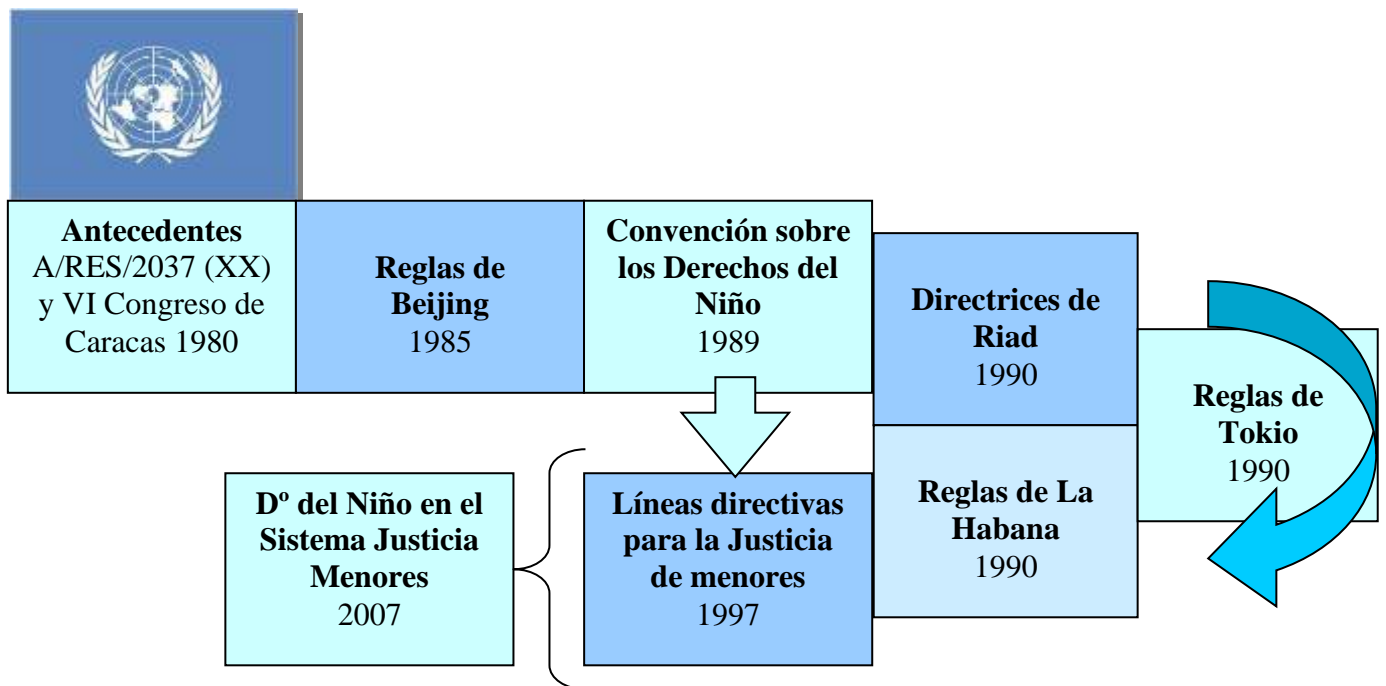 Antecedentes
A/RES/2037 (XX)
y VI Congreso de
Caracas 1980
Reglas de
Beijing
1985
Convención sobre
los Derechos del
Niño
1989
Directrices de
Riad
1990
Reglas de
Tokio
1990
Reglas de La
Habana
1990
Líneas directivas
para la Justicia
de menores
1997
Dº del Niño en el
Sistema Justicia
Menores
2007